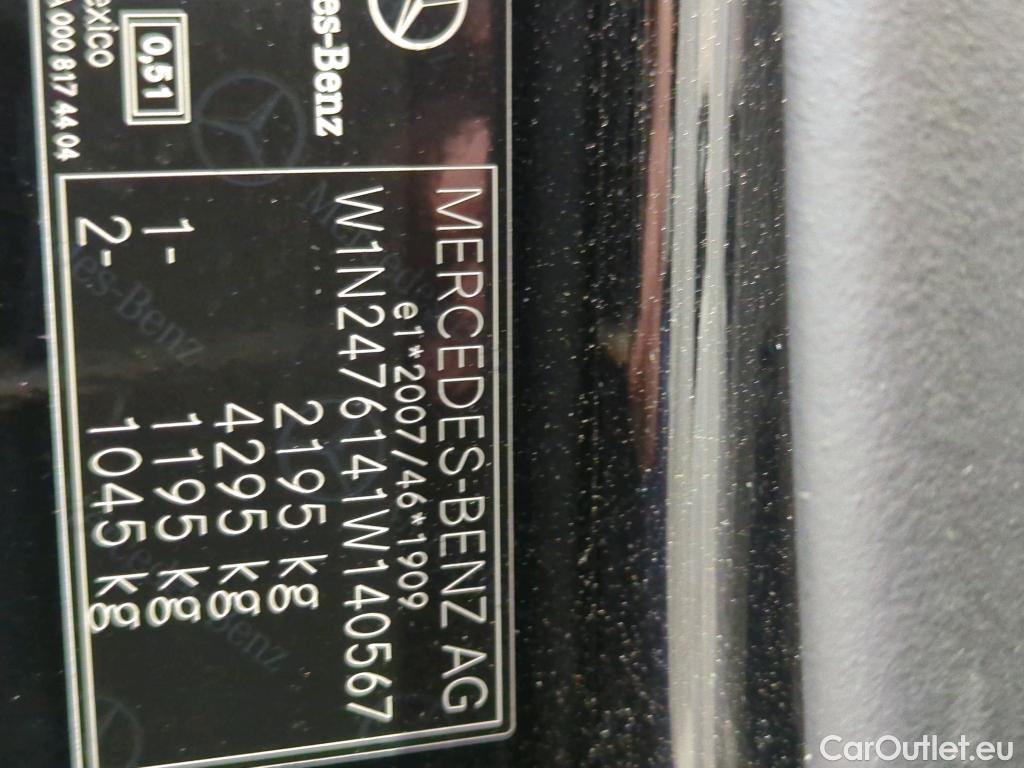 es-Benz
exico
0,51
A 000 817 44 04
MERCEDES-BENZ AG
e1*2007/46*1909
W1N2476141W140567
2195 kg
4295 kg
1- 1195 kg
2- 1045 kg
CarOutlet.eu